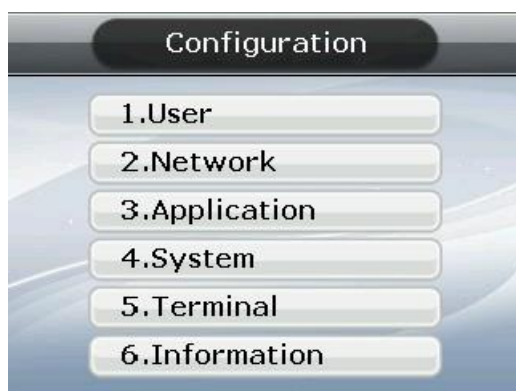 Configuration
1.User
2.Network
3.Application
4.System
5.Terminal
6.Information